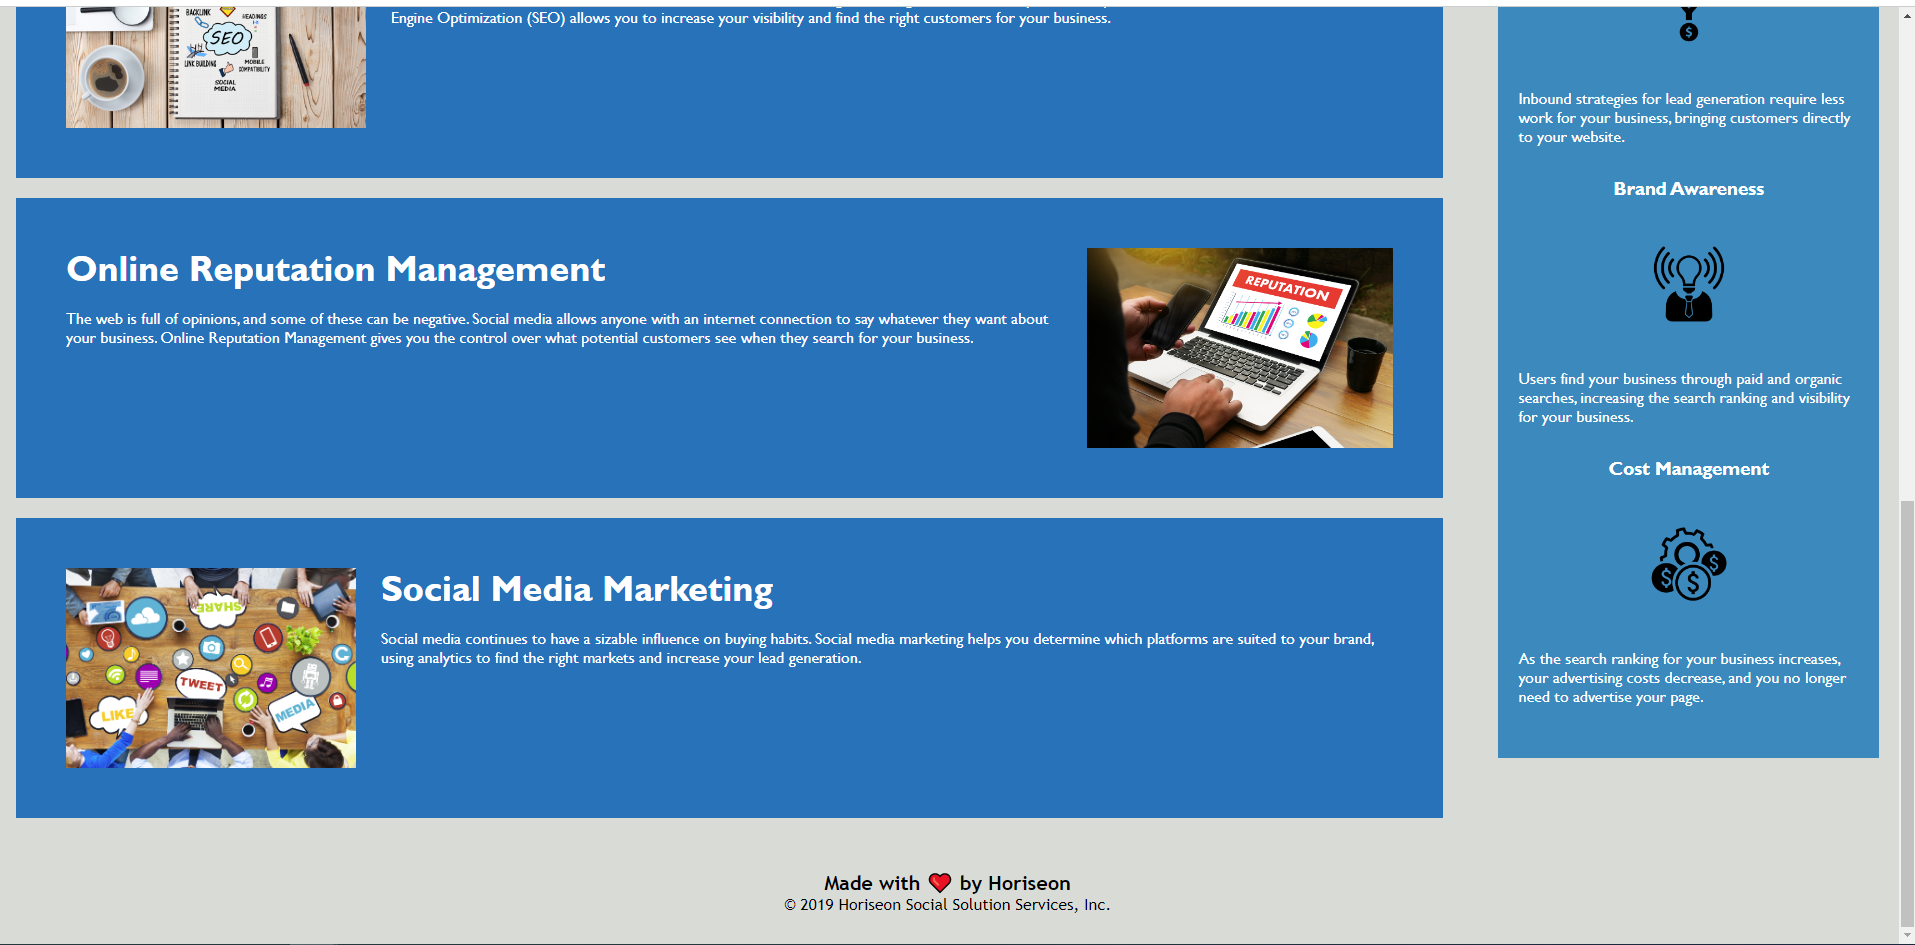 Engine Optimization (SEO) allows you to increase your visibility and find the right customers for your business.
BACKLINK
HEADINGS
SEO
LINK BUILDING
MOBILE
COMPATIBILITY
SOCIAL
MEDIA
Online Reputation Management
The web is full of opinions, and some of these can be negative. Social media allows anyone with an internet connection to say whatever they want about
your business. Online Reputation Management gives you the control over what potential customers see when they search for your business.
REPUTATION
Social Media Marketing
Social media continues to have a sizable influence on buying habits. Social media marketing helps you determine which platforms are suited to your brand,
using analytics to find the right markets and increase your lead generation.
SHARE
TWEET
LIKE
MEDIA
$
Inbound strategies for lead generation require less
work for your business, bringing customers directly
to your website.
Brand Awareness
Users find your business through paid and organic
searches, increasing the search ranking and visibility
for your business.
Cost Management
$ $ $
As the search ranking for your business increases,
your advertising costs decrease, and you no longer
need to advertise your page.
Made with ❤ by Horiseon
© 2019 Horiseon Social Solution Services, Inc.